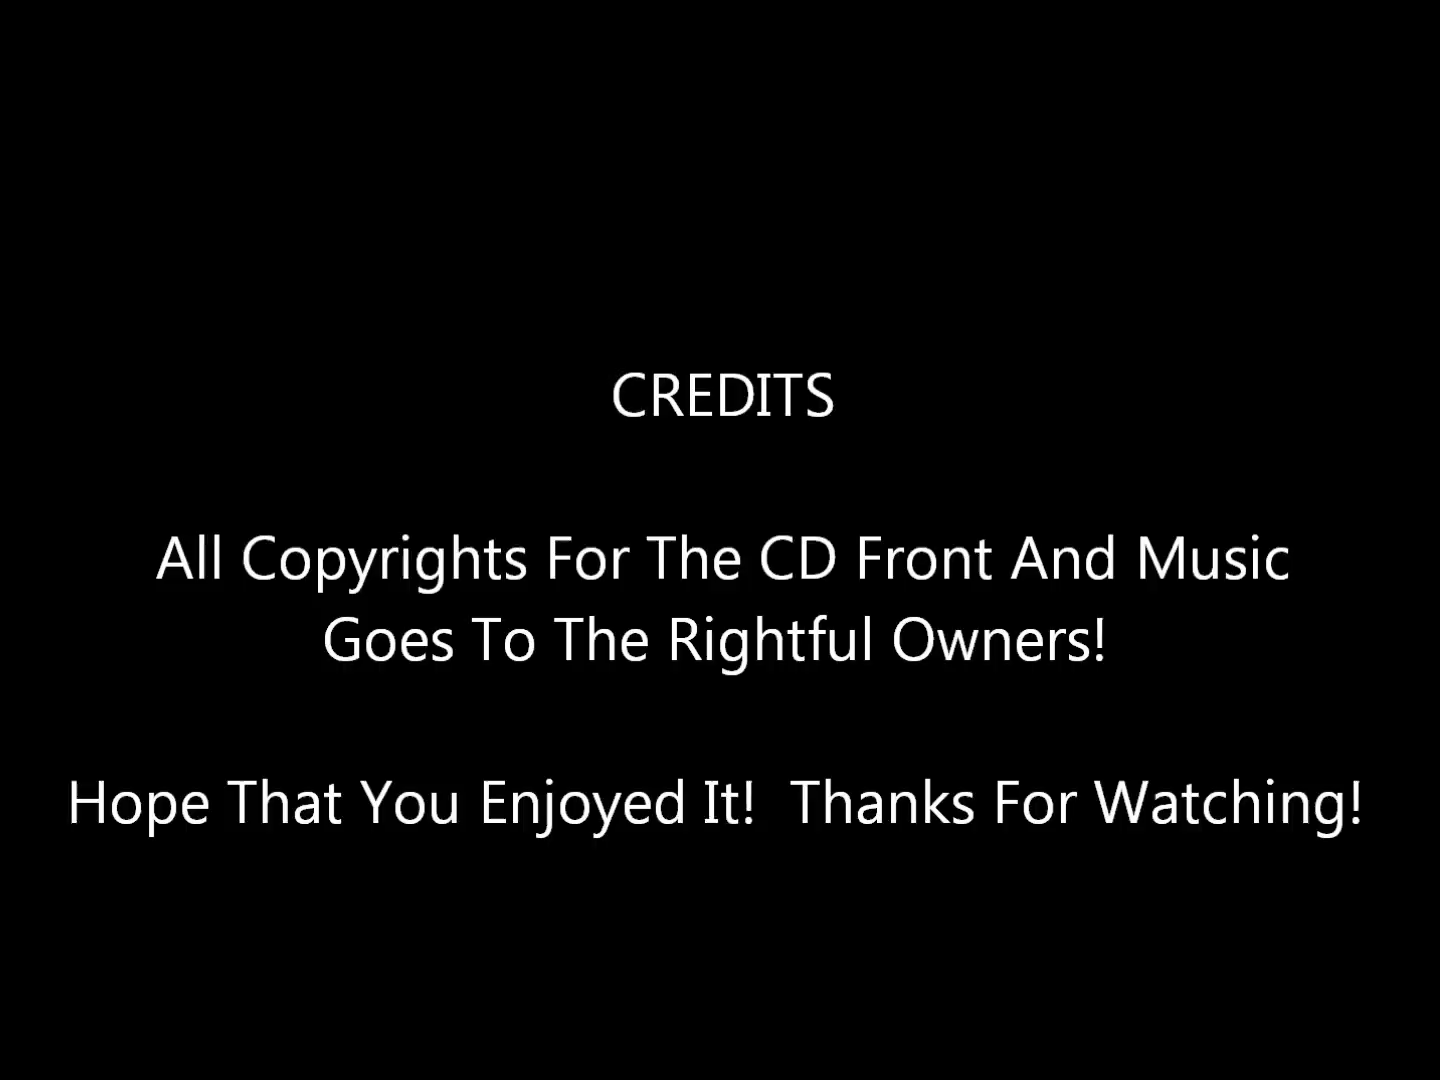 CREDITS
All Copyrights For The CD Front And Music
Goes To The Rightful Owners!
Hope That You Enjoyed It!  Thanks For Watching!